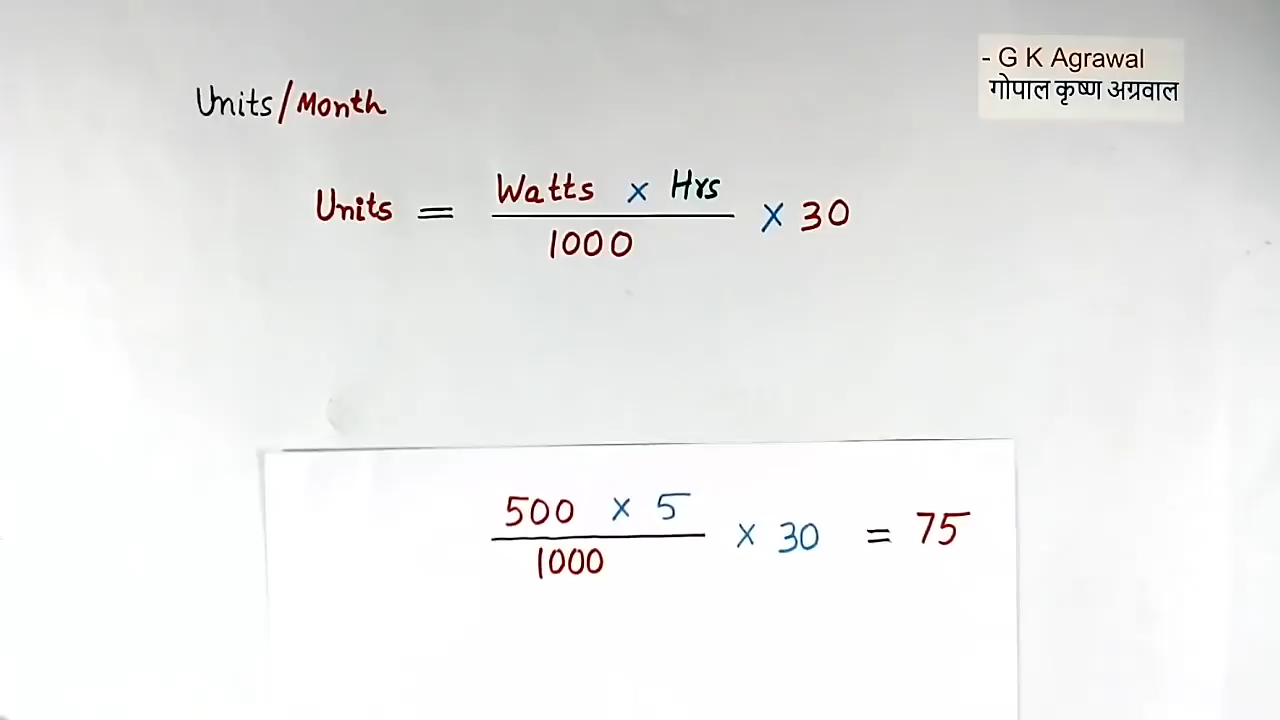 - G K Agrawal
गोपाल कृष्ण अग्रवाल
Units/Month
Units = Watts × Hrs / 1000 × 30
500 × 5 / 1000 × 30 = 75